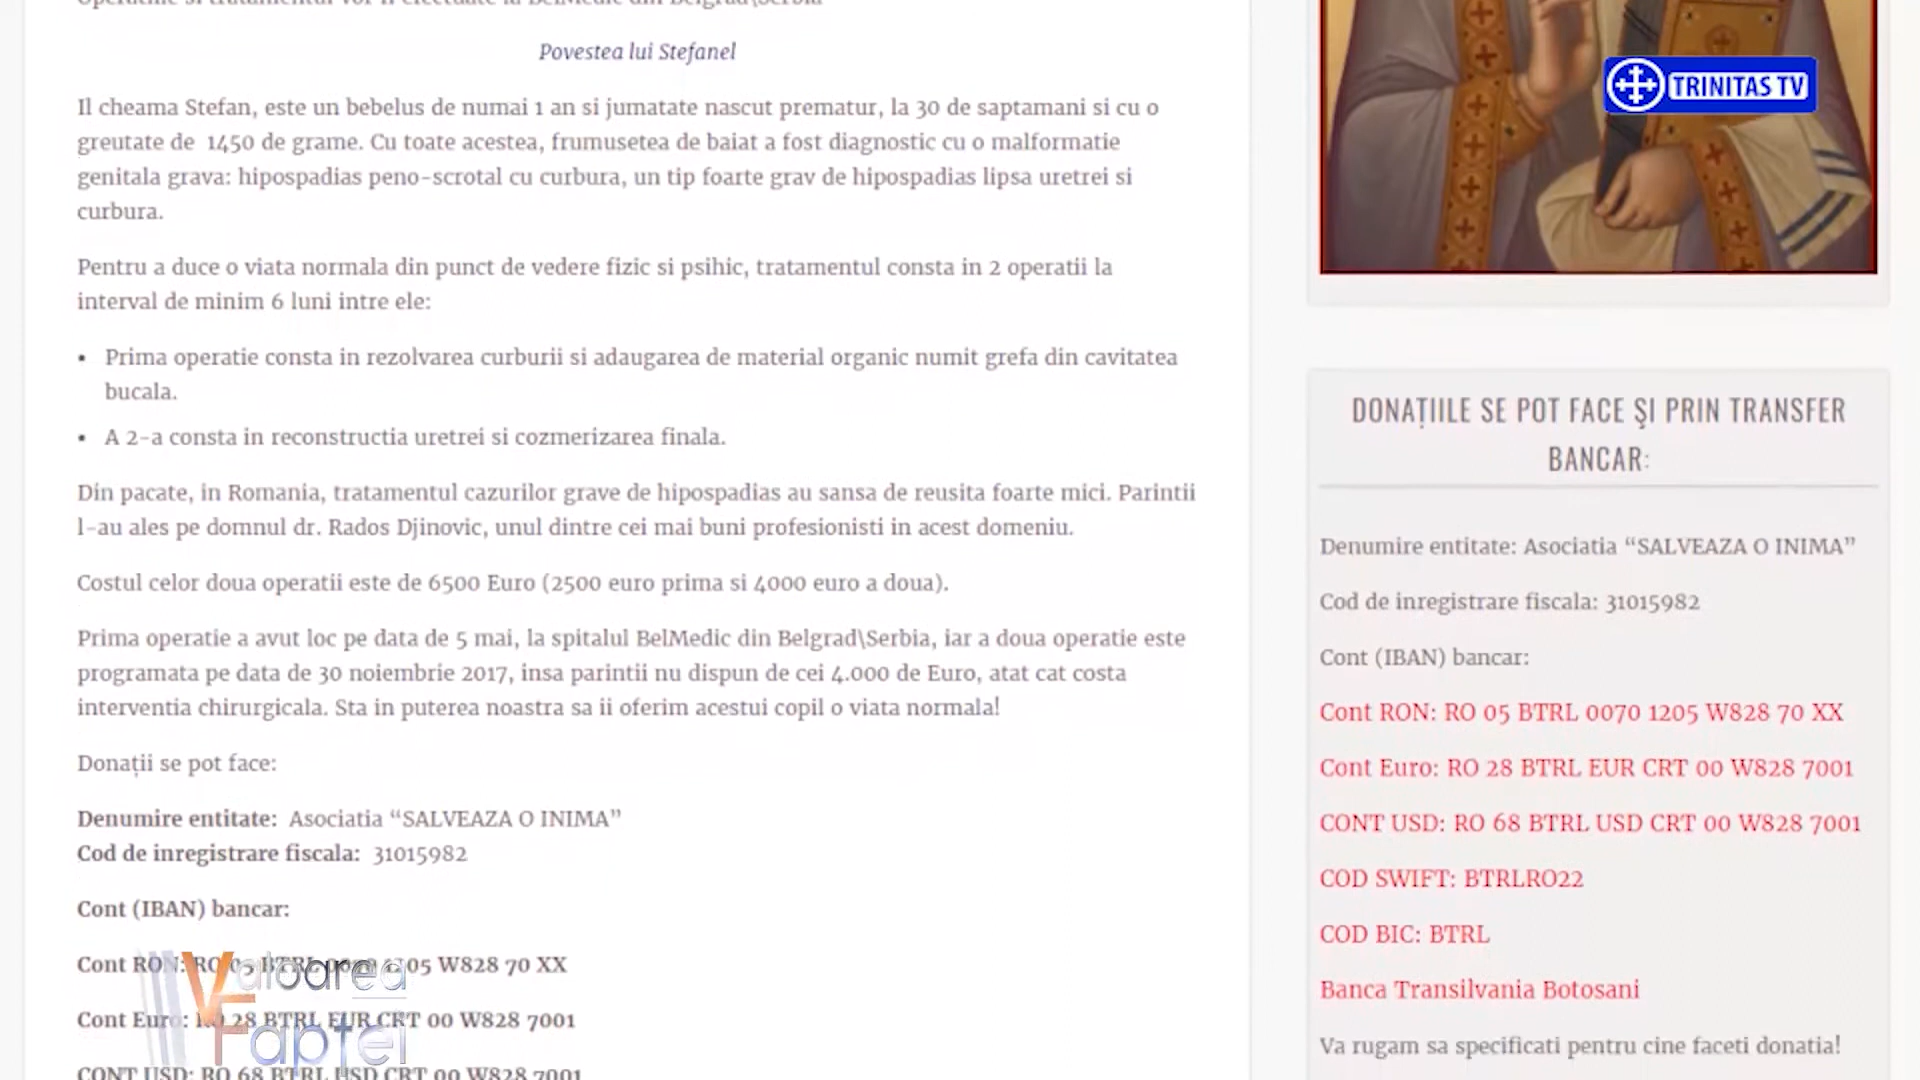 Povestea lui Stefanel
Il cheama Stefan, este un bebelus de numai 1 an si jumatate nascut prematur, la 30 de saptamani si cu o
greutate de 1450 de grame. Cu toate acestea, frumusetea de baiat a fost diagnostic cu o malformatie
genitala grava: hipospadias peno-scrotal cu curbura, un tip foarte grav de hipospadias lipsa uretrei si
curbura.
Pentru a duce o viata normala din punct de vedere fizic si psihic, tratamentul consta in 2 operatii la
interval de minim 6 luni intre ele:
• Prima operatie consta in rezolvarea curburii si adaugarea de material organic numit grefa din cavitatea
bucala.
• A 2-a consta in reconstructia uretrei si cozmerizarea finala.
Din pacate, in Romania, tratamentul cazurilor grave de hipospadias au sansa de reusita foarte mici. Parintii
l-au ales pe domnul dr. Rados Djinovic, unul dintre cei mai buni profesionisti in acest domeniu.
Costul celor doua operatii este de 6500 Euro (2500 euro prima si 4000 euro a doua).
Prima operatie a avut loc pe data de 5 mai, la spitalul BelMedic din Belgrad\Serbia, iar a doua operatie este
programata pe data de 30 noiembrie 2017, insa parintii nu dispun de cei 4.000 de Euro, atat cat costa
interventia chirurgicala. Sta in puterea noastra sa ii oferim acestui copil o viata normala!
Donații se pot face:
Denumire entitate: Asociatia “SALVEAZA O INIMA”
Cod de inregistrare fiscala: 31015982
Cont (IBAN) bancar:
Cont RON: RO 05 BTRL 0070 1205 W828 70 XX
Cont Euro: RO 28 BTRL EUR CRT 00 W828 7001
CONT USD: RO 68 BTRL USD CRT 00 W828 7001
Valoarea
Faptei
TRINITAS TV
DONAȚIILE SE POT FACE ȘI PRIN TRANSFER
BANCAR:
Denumire entitate: Asociatia “SALVEAZA O INIMA”
Cod de inregistrare fiscala: 31015982
Cont (IBAN) bancar:
Cont RON: RO 05 BTRL 0070 1205 W828 70 XX
Cont Euro: RO 28 BTRL EUR CRT 00 W828 7001
CONT USD: RO 68 BTRL USD CRT 00 W828 7001
COD SWIFT: BTRLRO22
COD BIC: BTRL
Banca Transilvania Botosani
Va rugam sa specificati pentru cine faceti donatia!